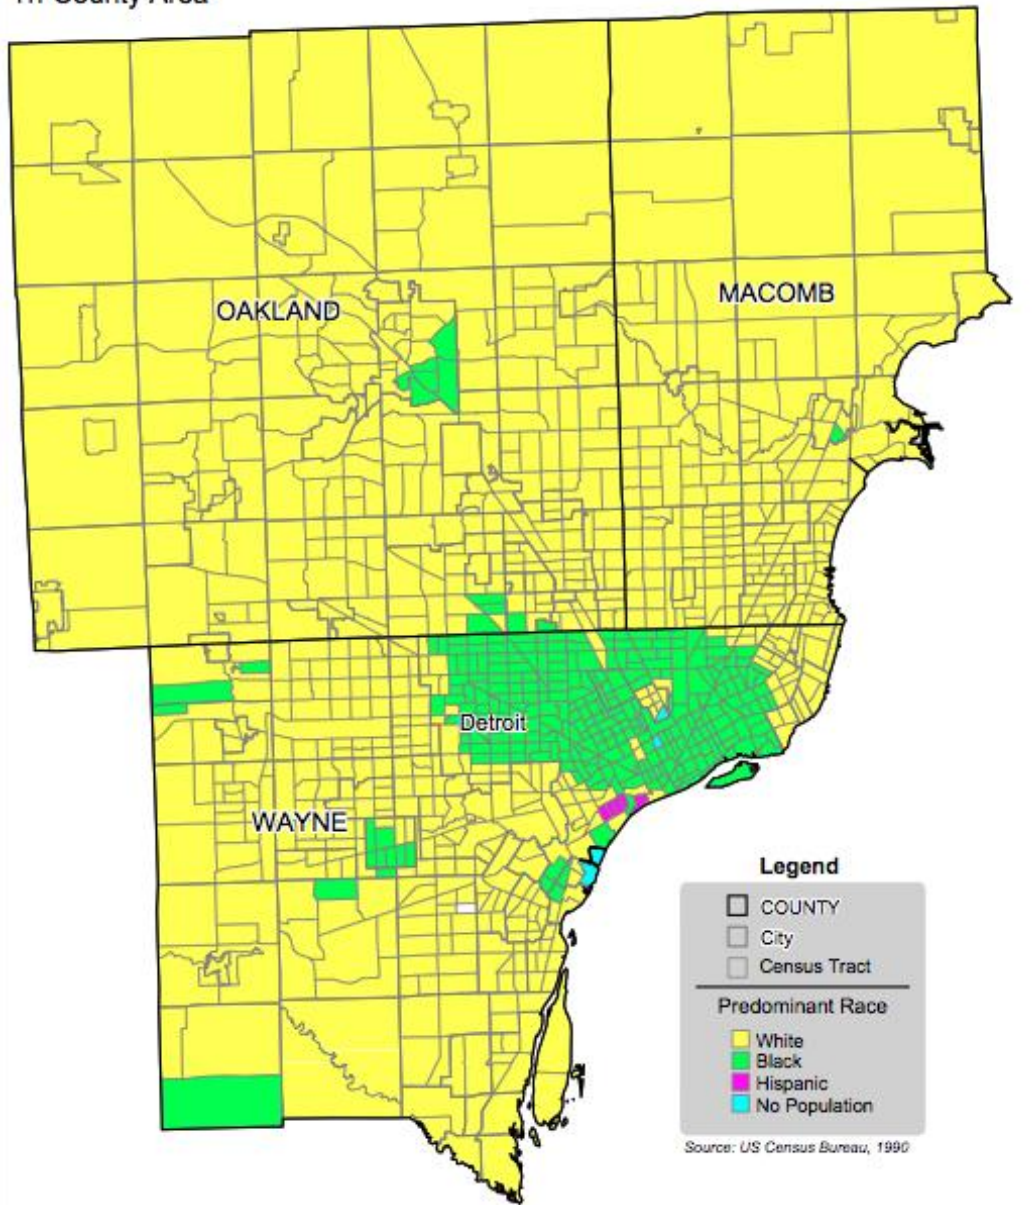 Tri County Area
OAKLAND
MACOMB
Detroit
WAYNE
Legend
COUNTY
City
Census Tract
Predominant Race
White
Black
Hispanic
No Population
Source: US Census Bureau, 1990